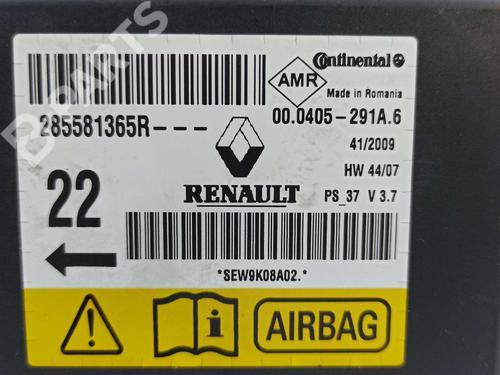 Continental
AMR
Made in Romania
285581365R---
00.0405-291A.6
41/2009
HW 44/07
RENAULT
PS_37 V 3.7
22
*SEW9K08A02.*
i
AIRBAG
B-PARTS